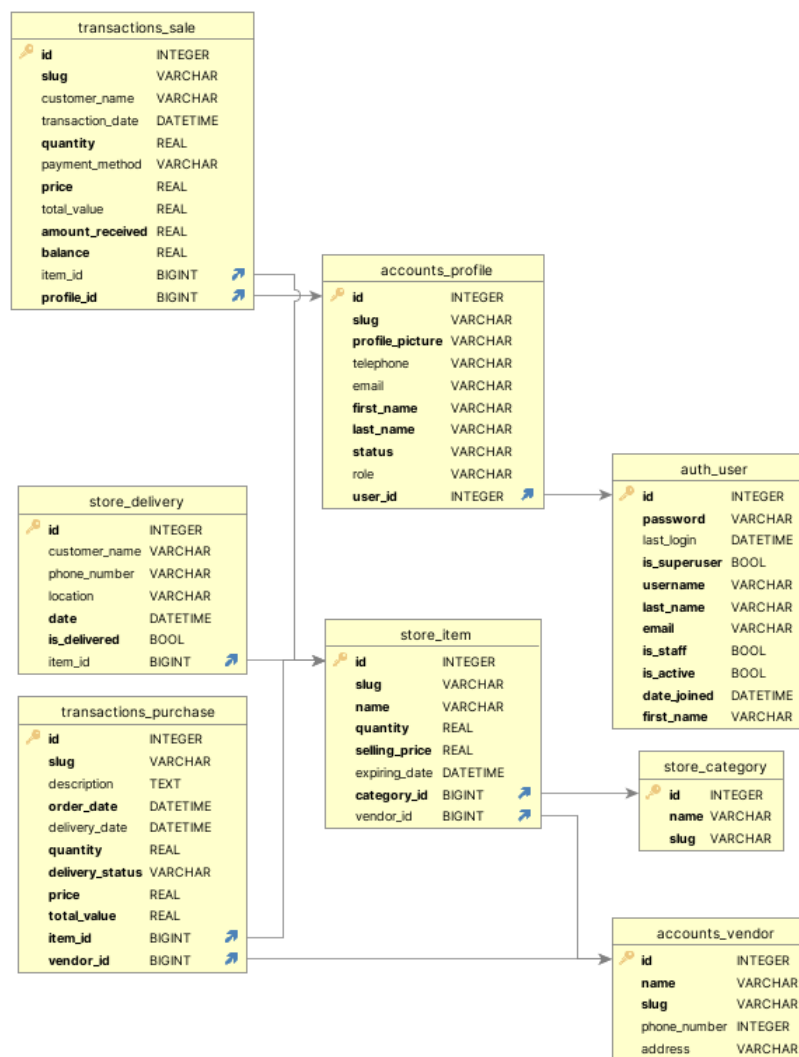 transactions_sale
id INTEGER
slug VARCHAR
customer_name VARCHAR
transaction_date DATETIME
quantity REAL
payment_method VARCHAR
price REAL
total_value REAL
amount_received REAL
balance REAL
item_id BIGINT
profile_id BIGINT
accounts_profile
id INTEGER
slug VARCHAR
profile_picture VARCHAR
telephone VARCHAR
email VARCHAR
first_name VARCHAR
last_name VARCHAR
status VARCHAR
role VARCHAR
user_id INTEGER
auth_user
id INTEGER
password VARCHAR
last_login DATETIME
is_superuser BOOL
username VARCHAR
last_name VARCHAR
email VARCHAR
is_staff BOOL
is_active BOOL
date_joined DATETIME
first_name VARCHAR
store_delivery
id INTEGER
customer_name VARCHAR
phone_number VARCHAR
location VARCHAR
date DATETIME
is_delivered BOOL
item_id BIGINT
store_item
id INTEGER
slug VARCHAR
name VARCHAR
quantity REAL
selling_price REAL
expiring_date DATETIME
category_id BIGINT
vendor_id BIGINT
transactions_purchase
id INTEGER
slug VARCHAR
description TEXT
order_date DATETIME
delivery_date DATETIME
quantity REAL
delivery_status VARCHAR
price REAL
total_value REAL
item_id BIGINT
vendor_id BIGINT
store_category
id INTEGER
name VARCHAR
slug VARCHAR
accounts_vendor
id INTEGER
name VARCHAR
slug VARCHAR
phone_number INTEGER
address VARCHAR